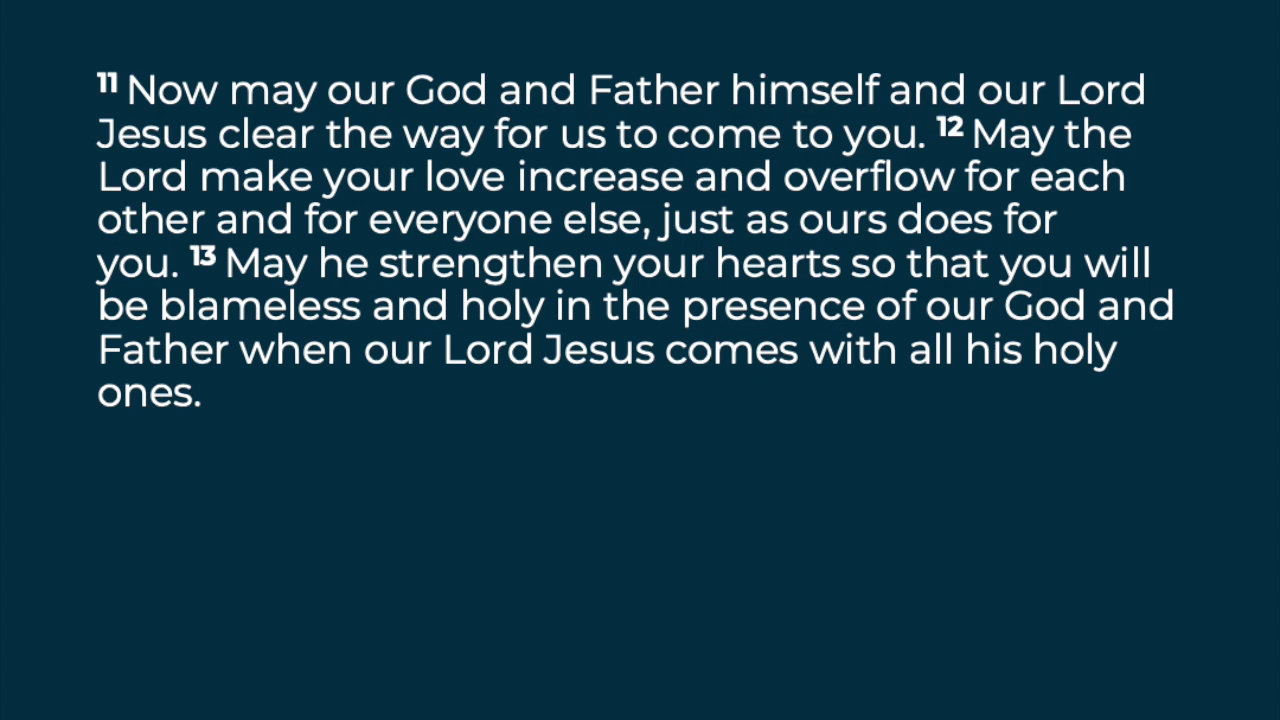 11 Now may our God and Father himself and our Lord
Jesus clear the way for us to come to you. 12 May the
Lord make your love increase and overflow for each
other and for everyone else, just as ours does for
you. 13 May he strengthen your hearts so that you will
be blameless and holy in the presence of our God and
Father when our Lord Jesus comes with all his holy
ones.